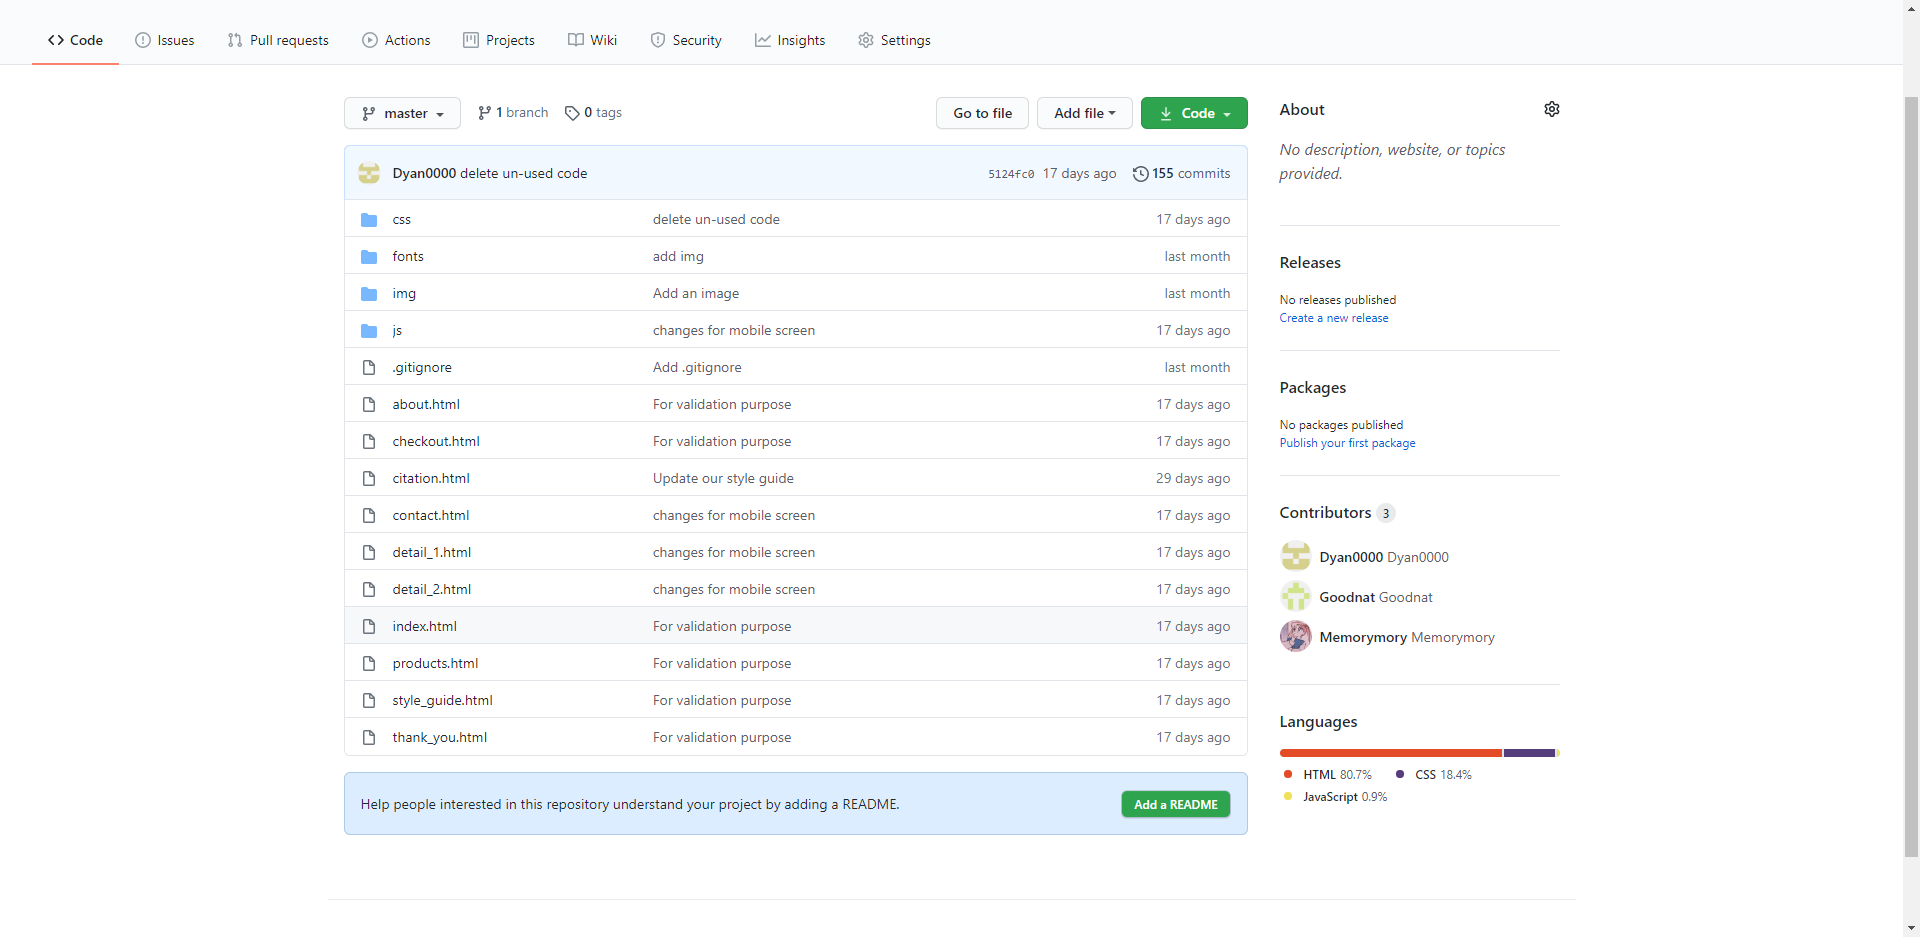 Code Issues Pull requests Actions Projects Wiki Security Insights Settings
master 1 branch 0 tags Go to file Add file Code
Dyan0000 delete un-used code 5124fc0 17 days ago 155 commits
css delete un-used code 17 days ago
fonts add img last month
img Add an image last month
js changes for mobile screen 17 days ago
.gitignore Add .gitignore last month
about.html For validation purpose 17 days ago
checkout.html For validation purpose 17 days ago
citation.html Update our style guide 29 days ago
contact.html changes for mobile screen 17 days ago
detail_1.html changes for mobile screen 17 days ago
detail_2.html changes for mobile screen 17 days ago
index.html For validation purpose 17 days ago
products.html For validation purpose 17 days ago
style_guide.html For validation purpose 17 days ago
thank_you.html For validation purpose 17 days ago
Help people interested in this repository understand your project by adding a README. Add a README
About
No description, website, or topics
provided.
Releases
No releases published
Create a new release
Packages
No packages published
Publish your first package
Contributors 3
Dyan0000 Dyan0000
Goodnat Goodnat
Memorymory Memorymory
Languages
HTML 80.7% CSS 18.4%
JavaScript 0.9%